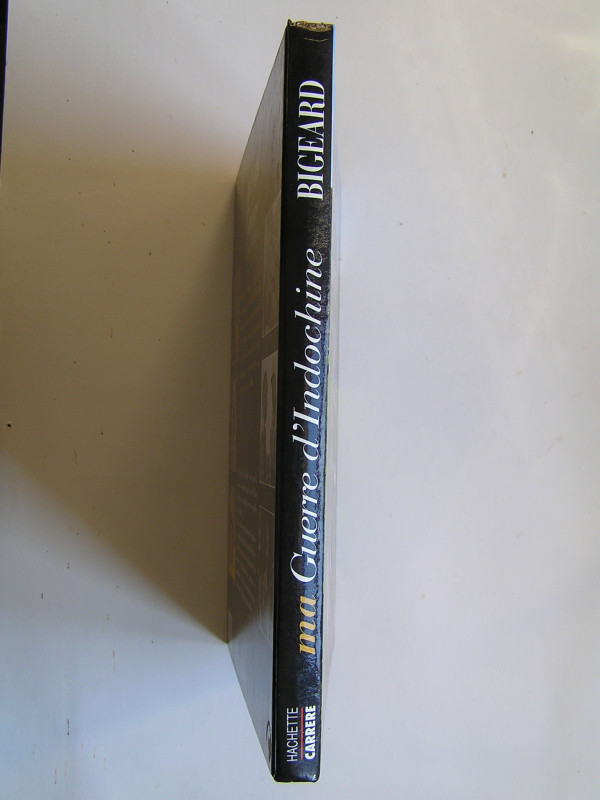 HACHETTE
CARRERE
ma Guerre d'Indochine BIGEARD